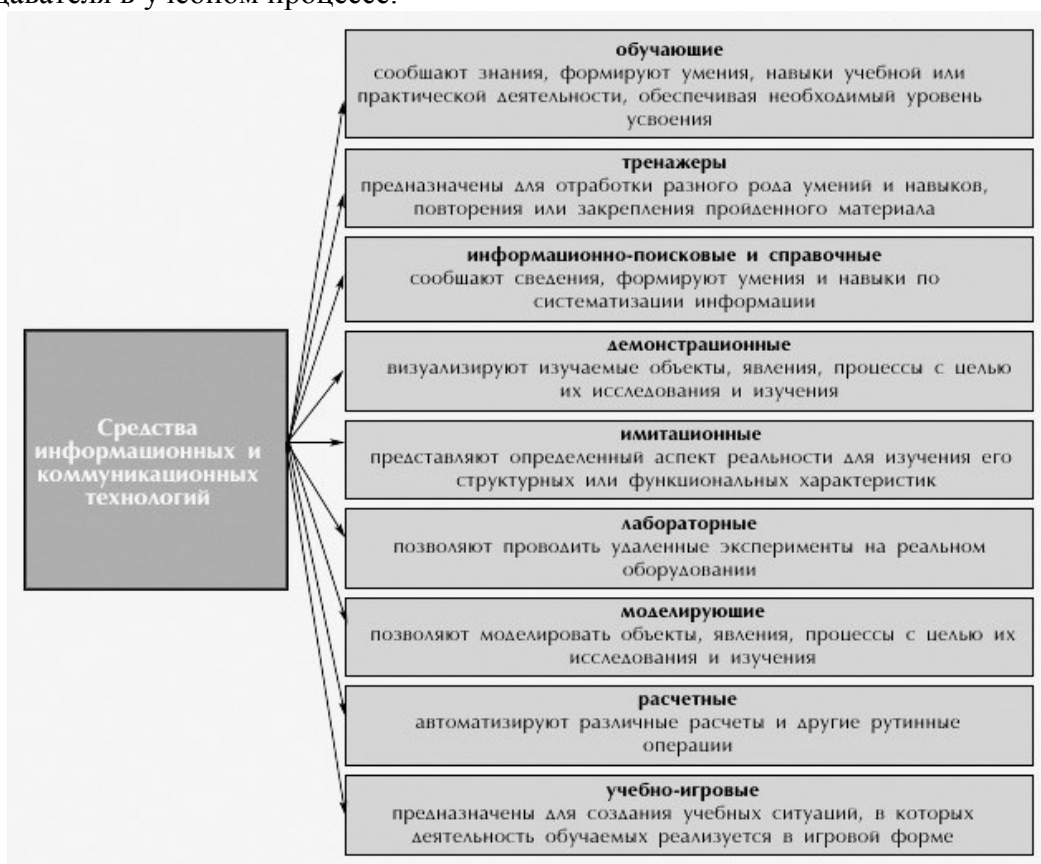 в учебном процессе.
обучающие
сообщают знания, формируют умения, навыки учебной или
практической деятельности, обеспечивая необходимый уровень
усвоения
тренажеры
предназначены для отработки разного рода умений и навыков,
повторения или закрепления пройденного материала
информационно-поисковые и справочные
сообщают сведения, формируют умения и навыки по
систематизации информации
демонстрационные
визуализируют изучаемые объекты, явления, процессы с целью
их исследования и изучения
Средства
информационных и
коммуникационных
технологий
имитационные
представляют определенный аспект реальности для изучения его
структурных или функциональных характеристик
лабораторные
позволяют проводить удаленные эксперименты на реальном
оборудовании
моделирующие
позволяют моделировать объекты, явления, процессы с целью их
исследования и изучения
расчетные
автоматизируют различные расчеты и другие рутинные
операции
учебно-игровые
предназначены для создания учебных ситуаций, в которых
деятельность обучаемых реализуется в игровой форме